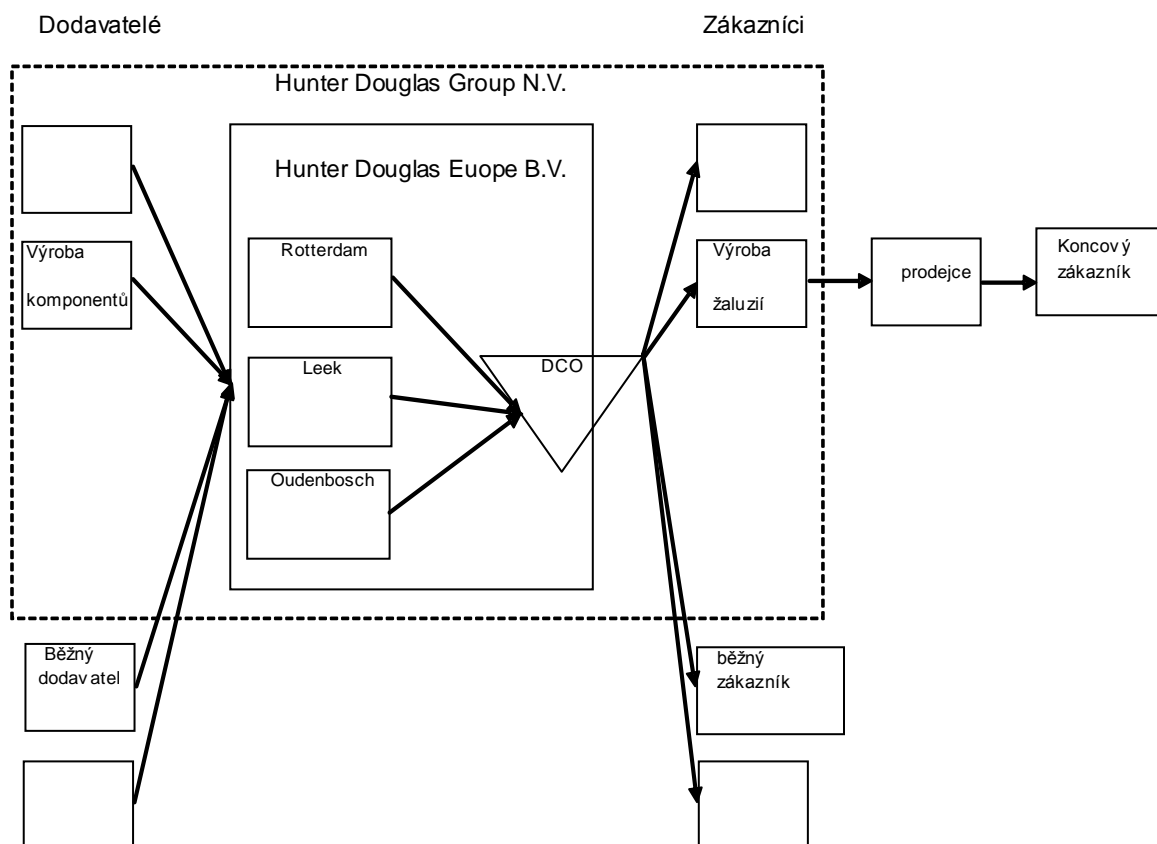 Dodavatelé
Zákazníci
Hunter Douglas Group N.V.
Hunter Douglas Euope B.V.
Výroba
komponentů
Rotterdam
Leek
Oudenbosch
DCO
Výroba
žaluzií
prodejce
Koncový
zákazník
Běžný
dodavatel
běžný
zákazník